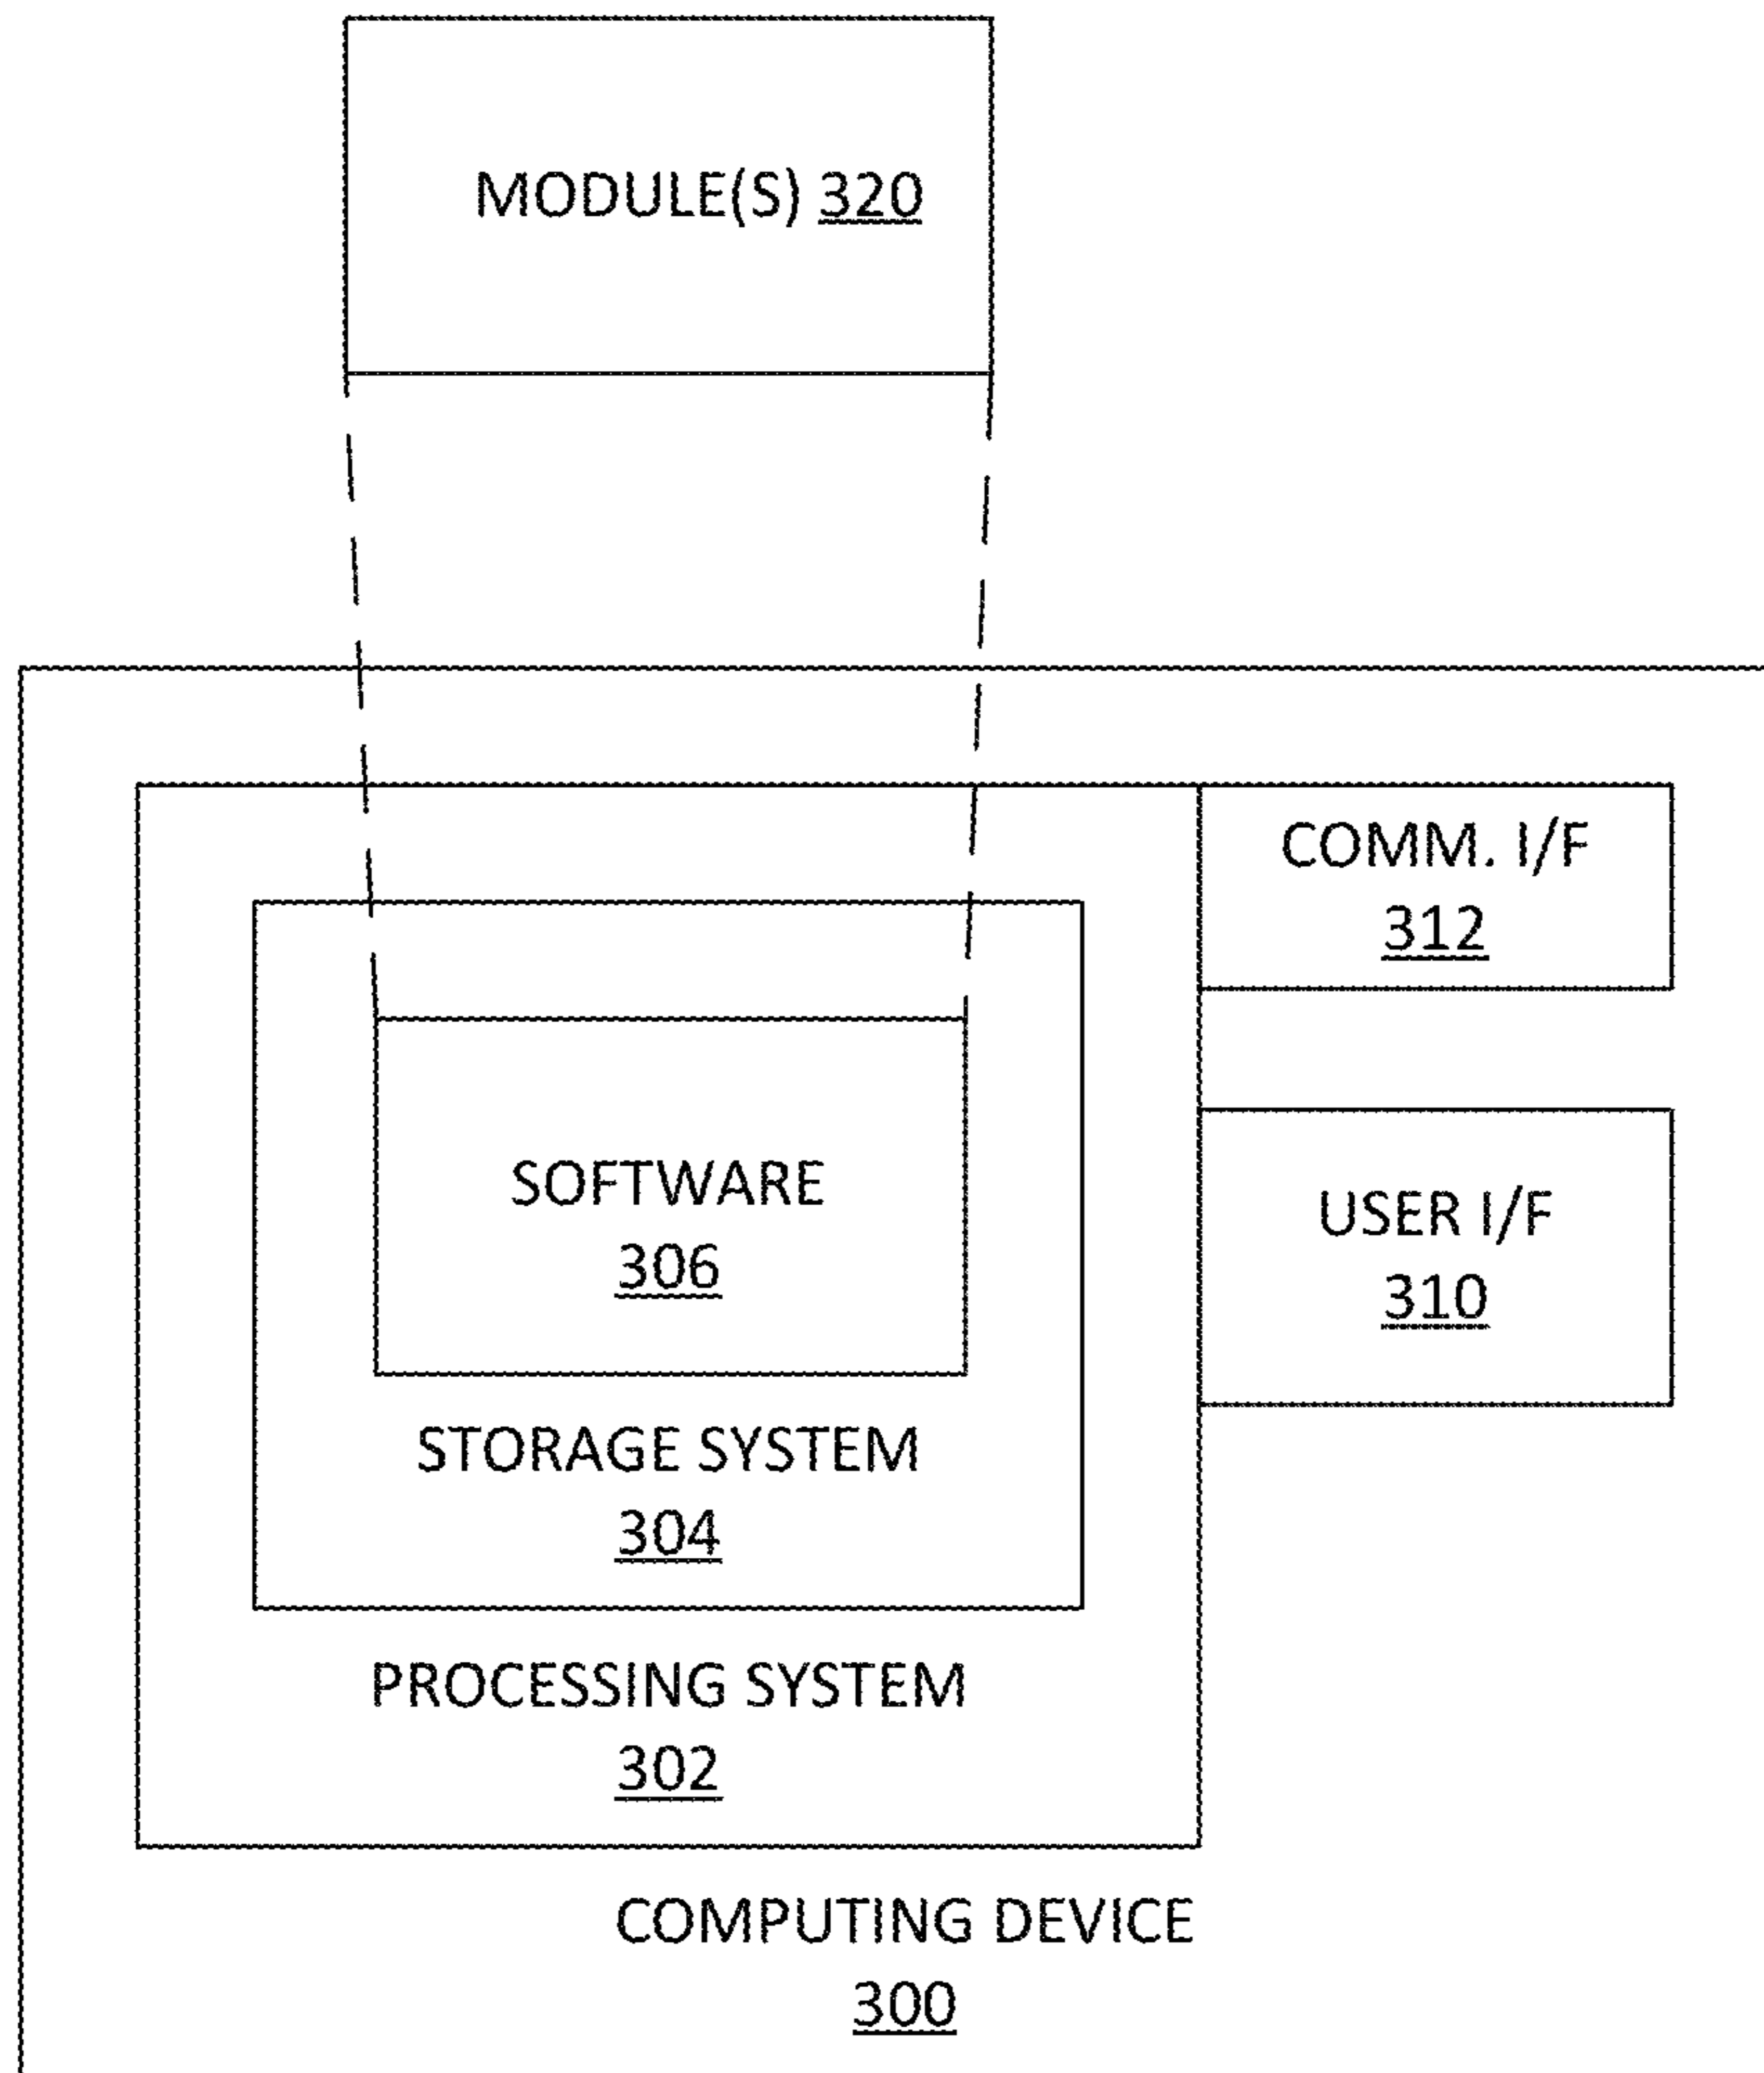 MODULE(S) 320
COMM. I/F
312
SOFTWARE
306
USER I/F
310
STORAGE SYSTEM
304
PROCESSING SYSTEM
302
COMPUTING DEVICE
300